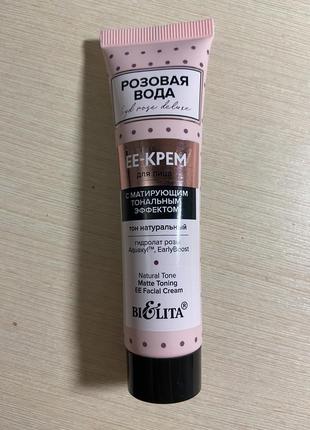 РОЗОВАЯ
ВОДА
hyd rose deluxe
EE-КРЕМ
для лица
С МАТИРУЮЩИМ
ТОНАЛЬНЫМ
ЭФФЕКТОМ
тон натуральный
гидролат розы
Aquaxyl™, EarlyBoost
Natural Tone
Matte Toning
EE Facial Cream
BIELITA®